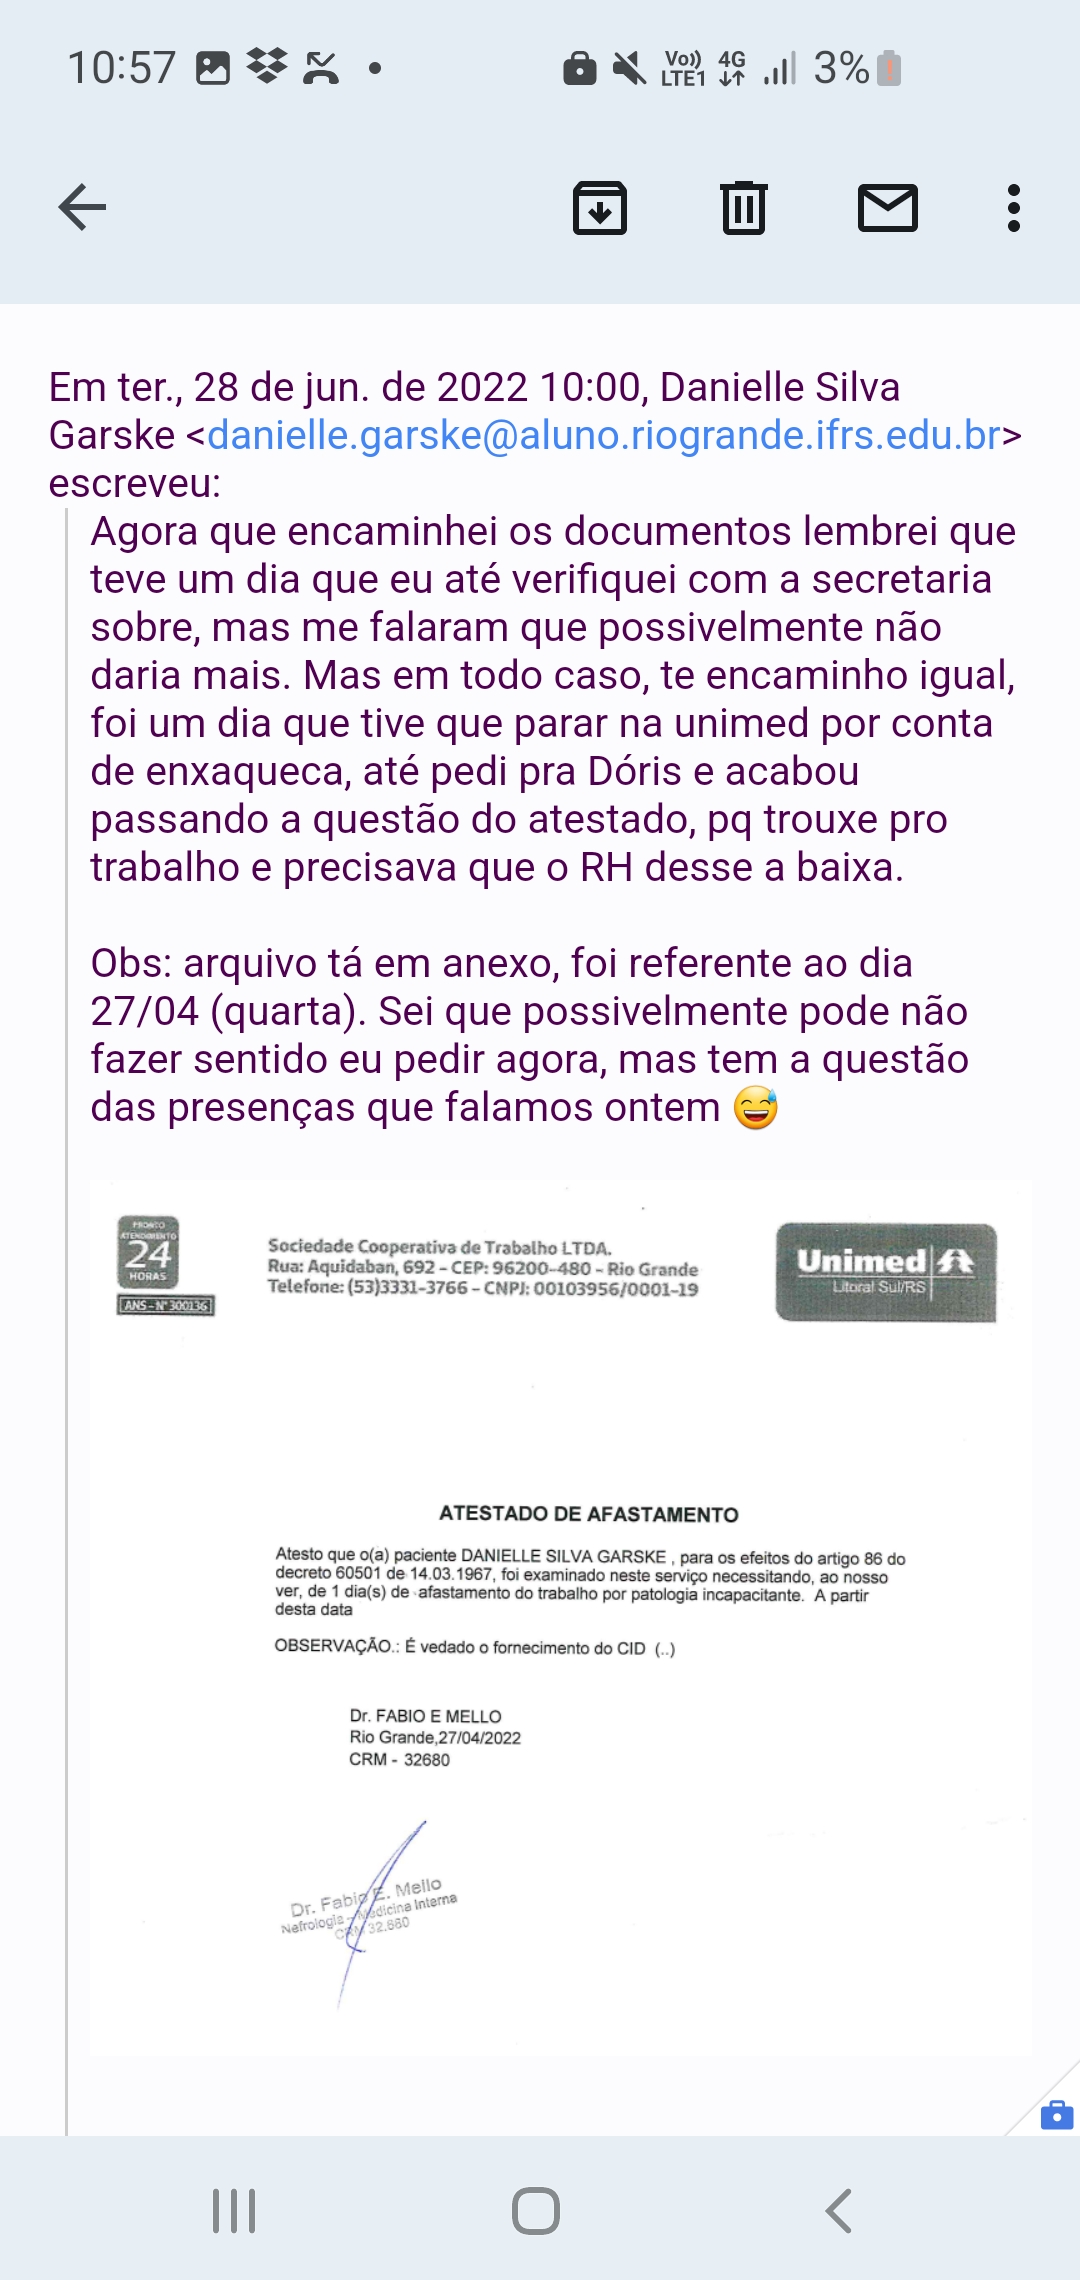 10:57
Vo)) 4G 3%
LTE1
Em ter., 28 de jun. de 2022 10:00, Danielle Silva
Garske <danielle.garske@aluno.riogrande.ifrs.edu.br>
escreveu:
Agora que encaminhei os documentos lembrei que
teve um dia que eu até verifiquei com a secretaria
sobre, mas me falaram que possivelmente não
daria mais. Mas em todo caso, te encaminho igual,
foi um dia que tive que parar na unimed por conta
de enxaqueca, até pedi pra Dóris e acabou
passando a questão do atestado, pq trouxe pro
trabalho e precisava que o RH desse a baixa.
Obs: arquivo tá em anexo, foi referente ao dia
27/04 (quarta). Sei que possivelmente pode não
fazer sentido eu pedir agora, mas tem a questão
das presenças que falamos ontem 😅
PRONTO
ATENDIMENTO
24
HORAS
ANS-Nº 300136
Sociedade Cooperativa de Trabalho LTDA.
Rua: Aquidaban, 692 - CEP: 96200-480 - Rio Grande
Telefone: (53)3331-3766 - CNPJ: 00103956/0001-19
Unimed
Litoral Sul/RS
ATESTADO DE AFASTAMENTO
Atesto que o(a) paciente DANIELLE SILVA GARSKE , para os efeitos do artigo 86 do
decreto 60501 de 14.03.1967, foi examinado neste serviço necessitando, ao nosso
ver, de 1 dia(s) de afastamento do trabalho por patologia incapacitante. A partir
desta data
OBSERVAÇÃO.: É vedado o fornecimento do CID (..)
Dr. FABIO E MELLO
Rio Grande,27/04/2022
CRM - 32680
Dr. Fabio E. Mello
Nefrologia - Medicina Interna
CRM 32.680